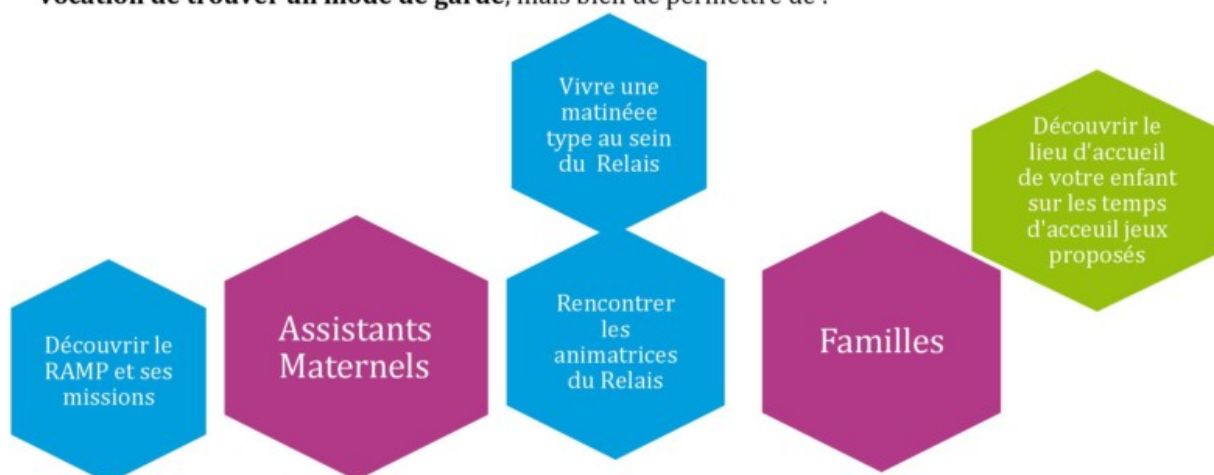 vocation de trouver un mode de garde, mais bien de permettre de :
Vivre une
matinéee
type au sein
du Relais
Découvrir le
lieu d'accueil
de votre enfant
sur les temps
d'acceuil jeux
proposés
Découvrir le
RAMP et ses
missions
Assistants
Maternels
Rencontrer
les
animatrices
du Relais
Familles